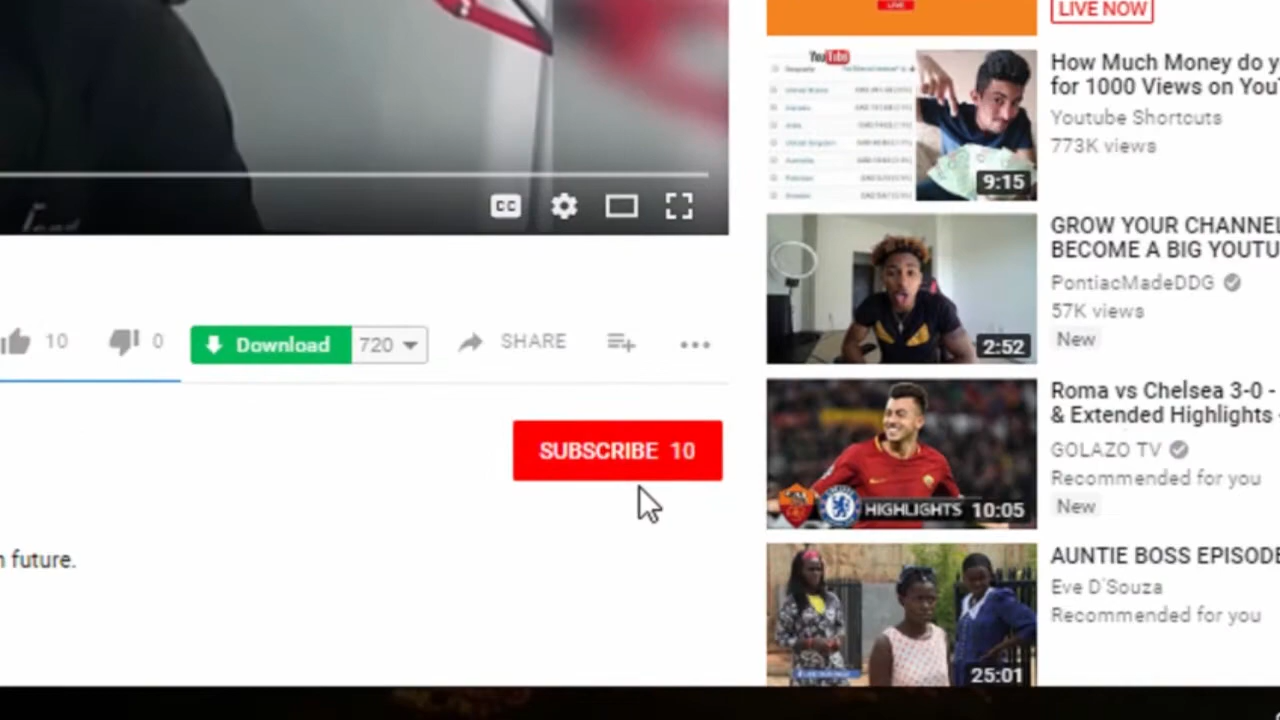 LIVE
LIVE NOW
YouTube
How Much Money do y
for 1000 Views on You
Youtube Shortcuts
773K views
9:15
GROW YOUR CHANNEL
BECOME A BIG YOUTU
PontiacMadeDDG
57K views
New
2:52
CC
10
0
Download
720
SHARE
SUBSCRIBE 10
n future.
Roma vs Chelsea 3-0 -
& Extended Highlights -
GOLAZO TV
Recommended for you
New
HIGHLIGHTS 10:05
AUNTIE BOSS EPISODE
Eve D'Souza
Recommended for you
25:01